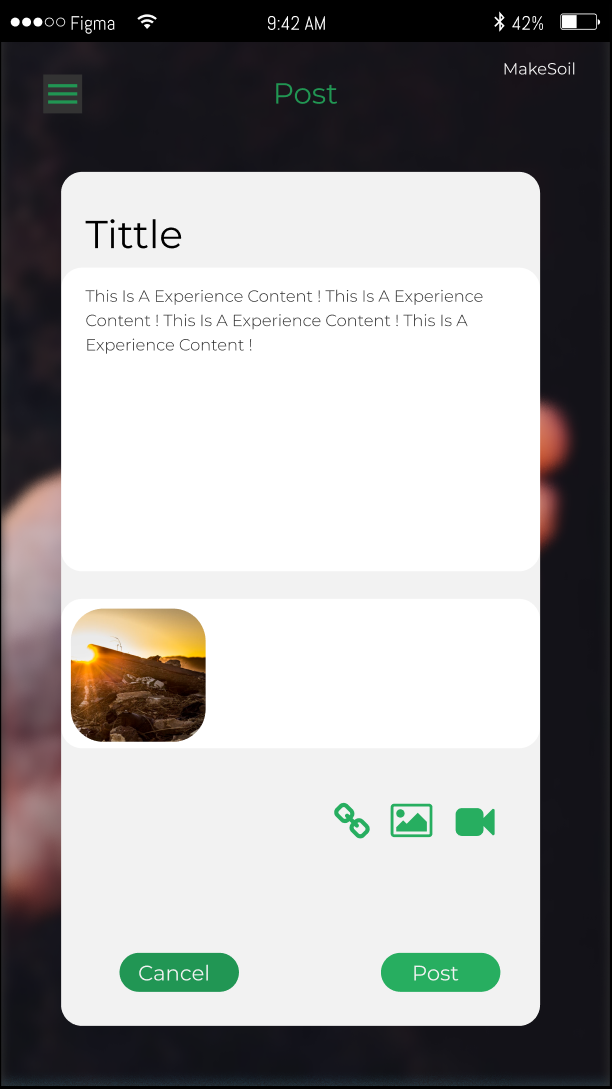 Figma 9:42 AM 42%
MakeSoil
Post
Tittle
This Is A Experience Content ! This Is A Experience
Content ! This Is A Experience Content ! This Is A
Experience Content !
Cancel Post